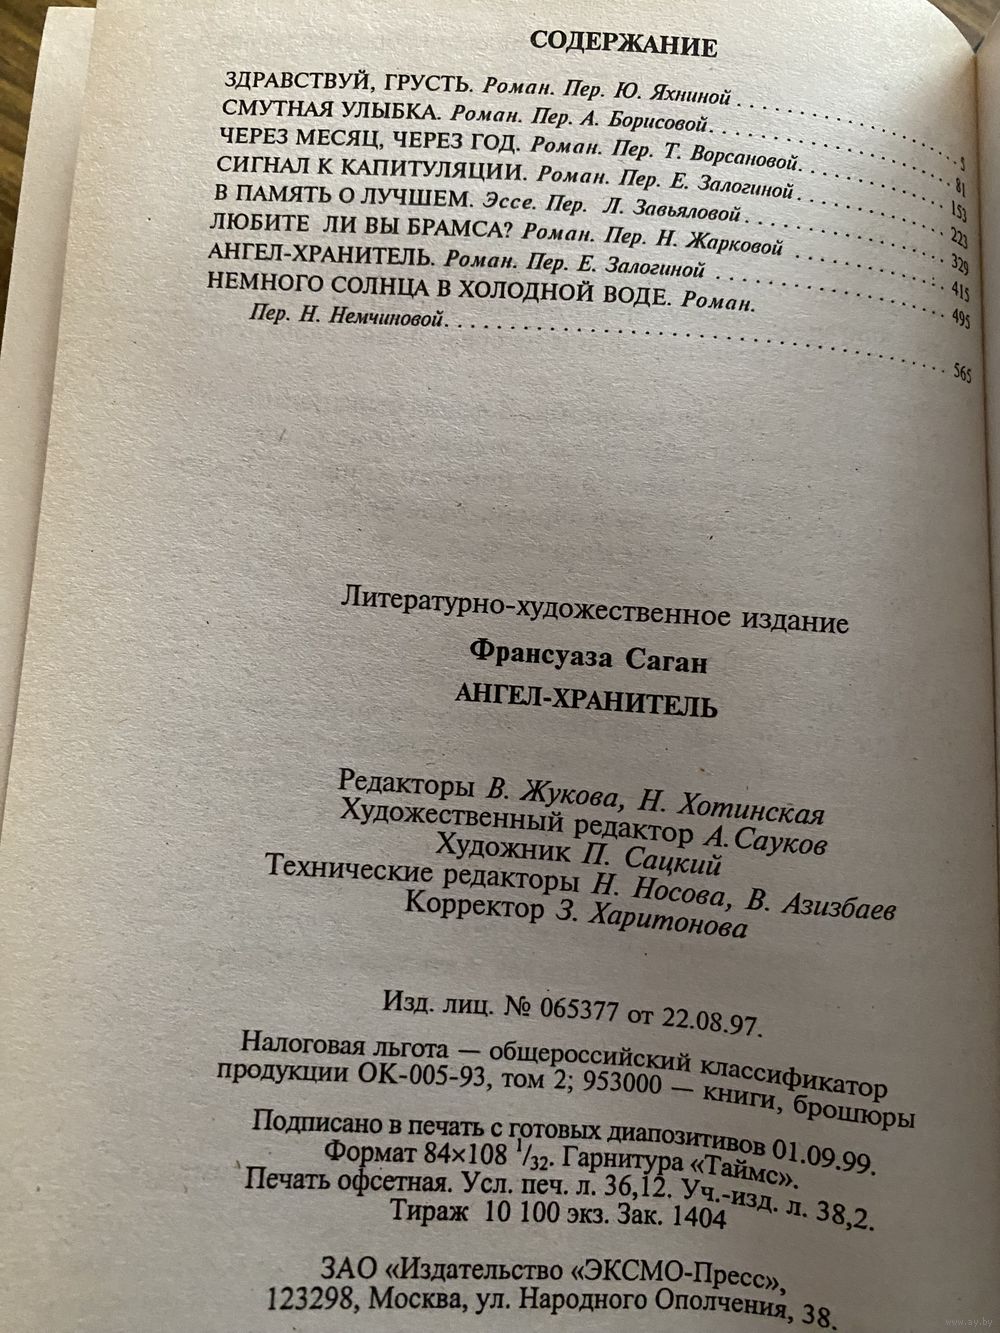 СОДЕРЖАНИЕ
ЗДРАВСТВУЙ, ГРУСТЬ. Роман. Пер. Ю. Яхниной . . . . . . . . . . . . . . . . . 5
СМУТНАЯ УЛЫБКА. Роман. Пер. А. Борисовой. . . . . . . . . . . . . . . . . 81
ЧЕРЕЗ МЕСЯЦ, ЧЕРЕЗ ГОД. Роман. Пер. Т. Ворсановой. . . . . . . . . . . 153
СИГНАЛ К КАПИТУЛЯЦИИ. Роман. Пер. Е. Залогиной . . . . . . . . . . . 223
В ПАМЯТЬ О ЛУЧШЕМ. Эссе. Пер. Л. Завьяловой . . . . . . . . . . . . . . 329
ЛЮБИТЕ ЛИ ВЫ БРАМСА? Роман. Пер. Н. Жарковой . . . . . . . . . . . 415
АНГЕЛ-ХРАНИТЕЛЬ. Роман. Пер. Е. Залогиной . . . . . . . . . . . . . . . . 495
НЕМНОГО СОЛНЦА В ХОЛОДНОЙ ВОДЕ. Роман.
Пер. Н. Немчиновой. . . . . . . . . . . . . . . . . . . . . . . . . . . . . . . . . . . . 565
Литературно-художественное издание
Франсуаза Саган
АНГЕЛ-ХРАНИТЕЛЬ
Редакторы В. Жукова, Н. Хотинская
Художественный редактор А. Сауков
Художник П. Сацкий
Технические редакторы Н. Носова, В. Азизбаев
Корректор З. Харитонова
Изд. лиц. № 065377 от 22.08.97.
Налоговая льгота — общероссийский классификатор
продукции ОК-005-93, том 2; 953000 — книги, брошюры
Подписано в печать с готовых диапозитивов 01.09.99.
Формат 84×108 1/32. Гарнитура «Таймс».
Печать офсетная. Усл. печ. л. 36,12. Уч.-изд. л. 38,2.
Тираж 10 100 экз. Зак. 1404
ЗАО «Издательство «ЭКСМО-Пресс»,
123298, Москва, ул. Народного Ополчения, 38.
www.ay.by